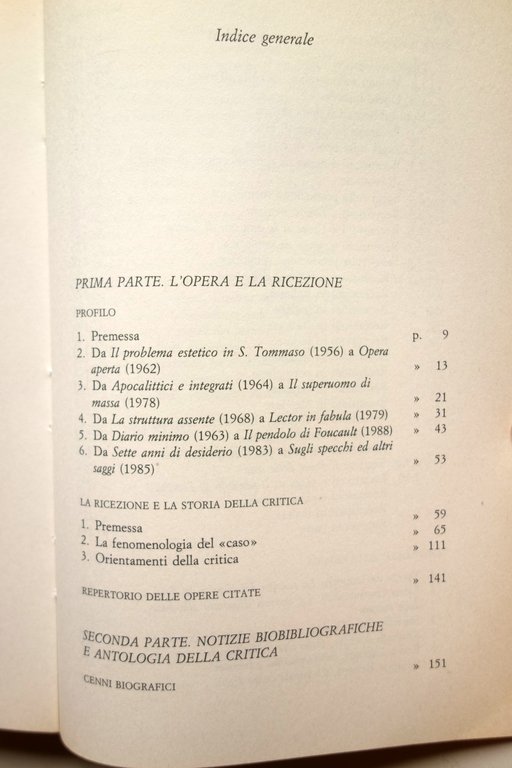 Indice generale
PRIMA PARTE. L'OPERA E LA RICEZIONE
PROFILO
1. Premessa p. 9
2. Da Il problema estetico in S. Tommaso (1956) a Opera
aperta (1962) » 13
3. Da Apocalittici e integrati (1964) a Il superuomo di
massa (1978) » 21
4. Da La struttura assente (1968) a Lector in fabula (1979) » 31
5. Da Diario minimo (1963) a Il pendolo di Foucault (1988) » 43
6. Da Sette anni di desiderio (1983) a Sugli specchi ed altri
saggi (1985) » 53
LA RICEZIONE E LA STORIA DELLA CRITICA
1. Premessa » 59
2. La fenomenologia del «caso» » 65
3. Orientamenti della critica » 111
REPERTORIO DELLE OPERE CITATE » 141
SECONDA PARTE. NOTIZIE BIOBIBLIOGRAFICHE
E ANTOLOGIA DELLA CRITICA
CENNI BIOGRAFICI » 151